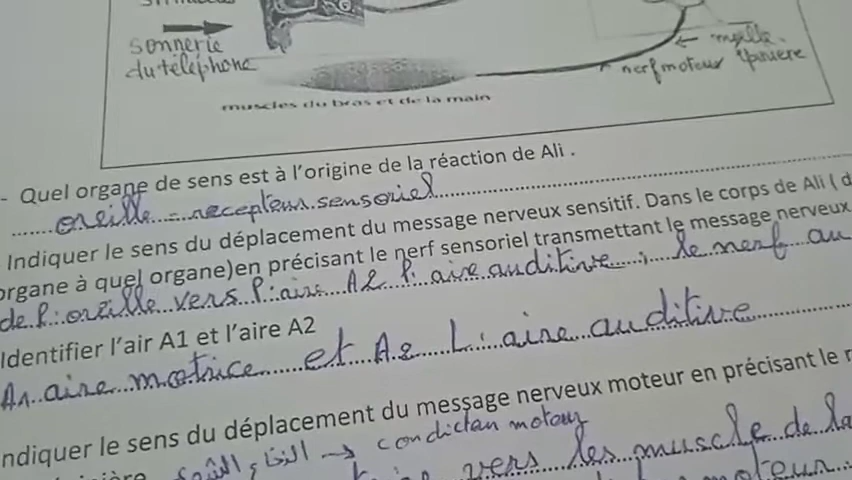 sonnerie
du téléphone
moelle
épinière
nerf moteur
muscles du bras et de la main
- Quel organe de sens est à l'origine de la réaction de Ali .
oreille = recepteur sensoriel
Indiquer le sens du déplacement du message nerveux sensitif. Dans le corps de Ali ( d
organe à quel organe)en précisant le nerf sensoriel transmettant le message nerveux
de l'oreille vers l'aire A2 l'aire auditive, le nerf au
Identifier l'air A1 et l'aire A2
A1 aire motrice et A2 L'aire auditive
ndiquer le sens du déplacement du message nerveux moteur en précisant le
→ condictan moteur
vers les muscle de la
moteur